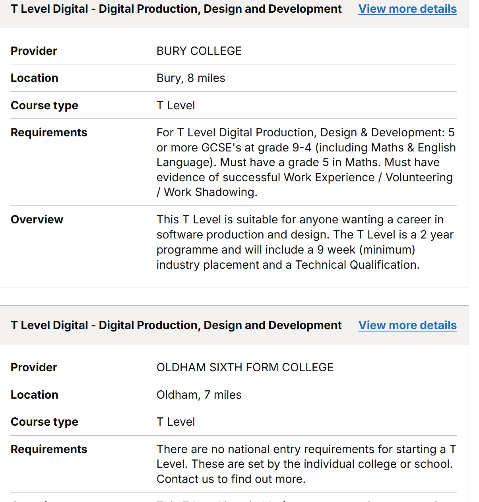 T Level Digital - Digital Production, Design and Development View more details
Provider BURY COLLEGE
Location Bury, 8 miles
Course type T Level
Requirements For T Level Digital Production, Design & Development: 5
or more GCSE's at grade 9-4 (including Maths & English
Language). Must have a grade 5 in Maths. Must have
evidence of successful Work Experience / Volunteering
/ Work Shadowing.
Overview This T Level is suitable for anyone wanting a career in
software production and design. The T Level is a 2 year
programme and will include a 9 week (minimum)
industry placement and a Technical Qualification.
T Level Digital - Digital Production, Design and Development View more details
Provider OLDHAM SIXTH FORM COLLEGE
Location Oldham, 7 miles
Course type T Level
Requirements There are no national entry requirements for starting a T
Level. These are set by the individual college or school.
Contact us to find out more.